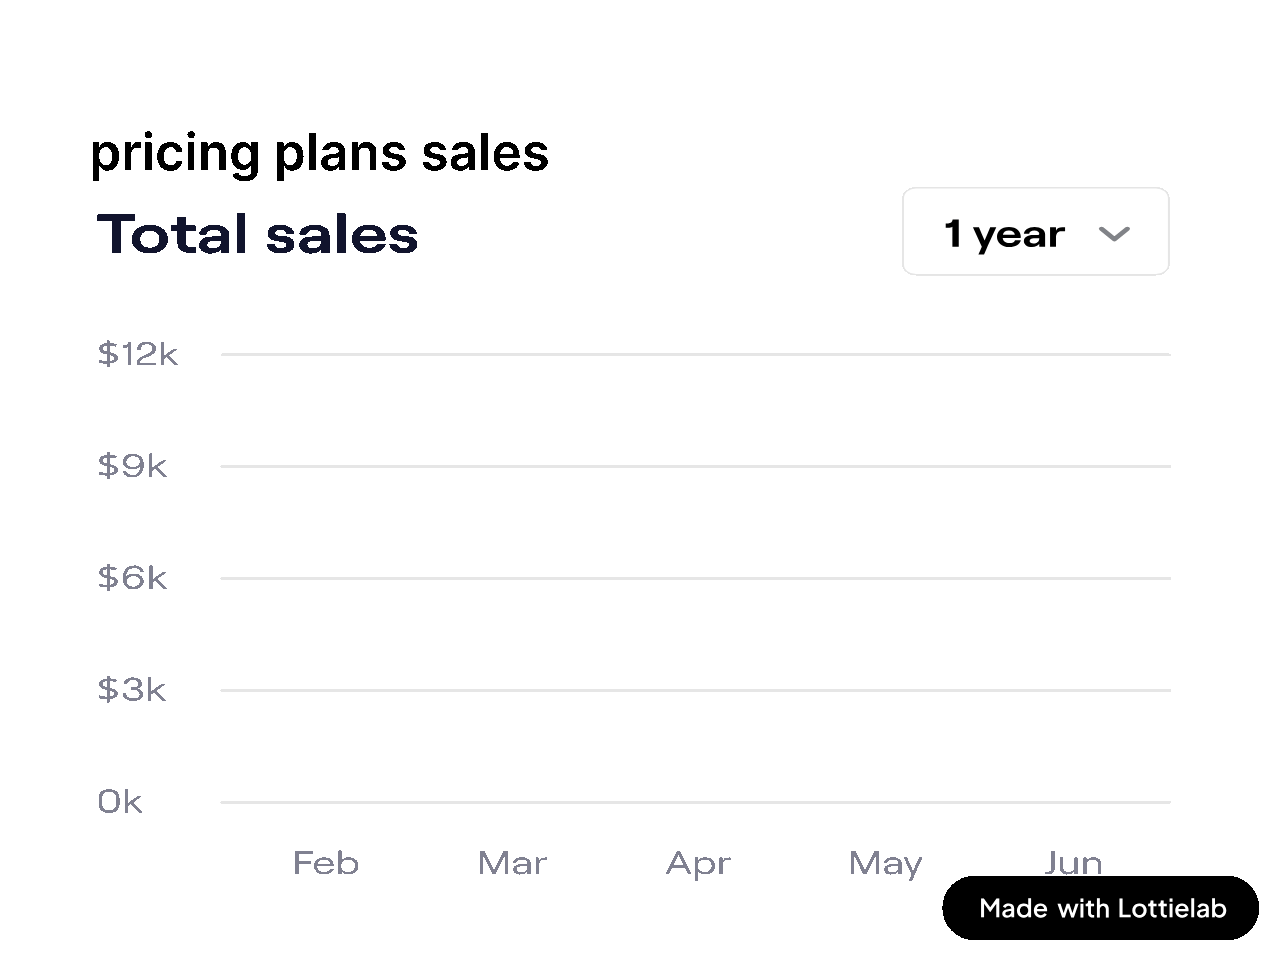 pricing plans sales
Total sales
1 year
$12k
$9k
$6k
$3k
0k
Feb Mar Apr May Jun
Made with Lottielab